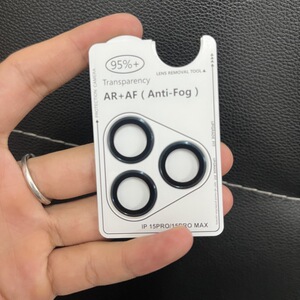 95%+
LENS REMOVAL TOOL▲
Transparency
AR+AF ( Anti-Fog )
IP 15PRO/15PRO MAX